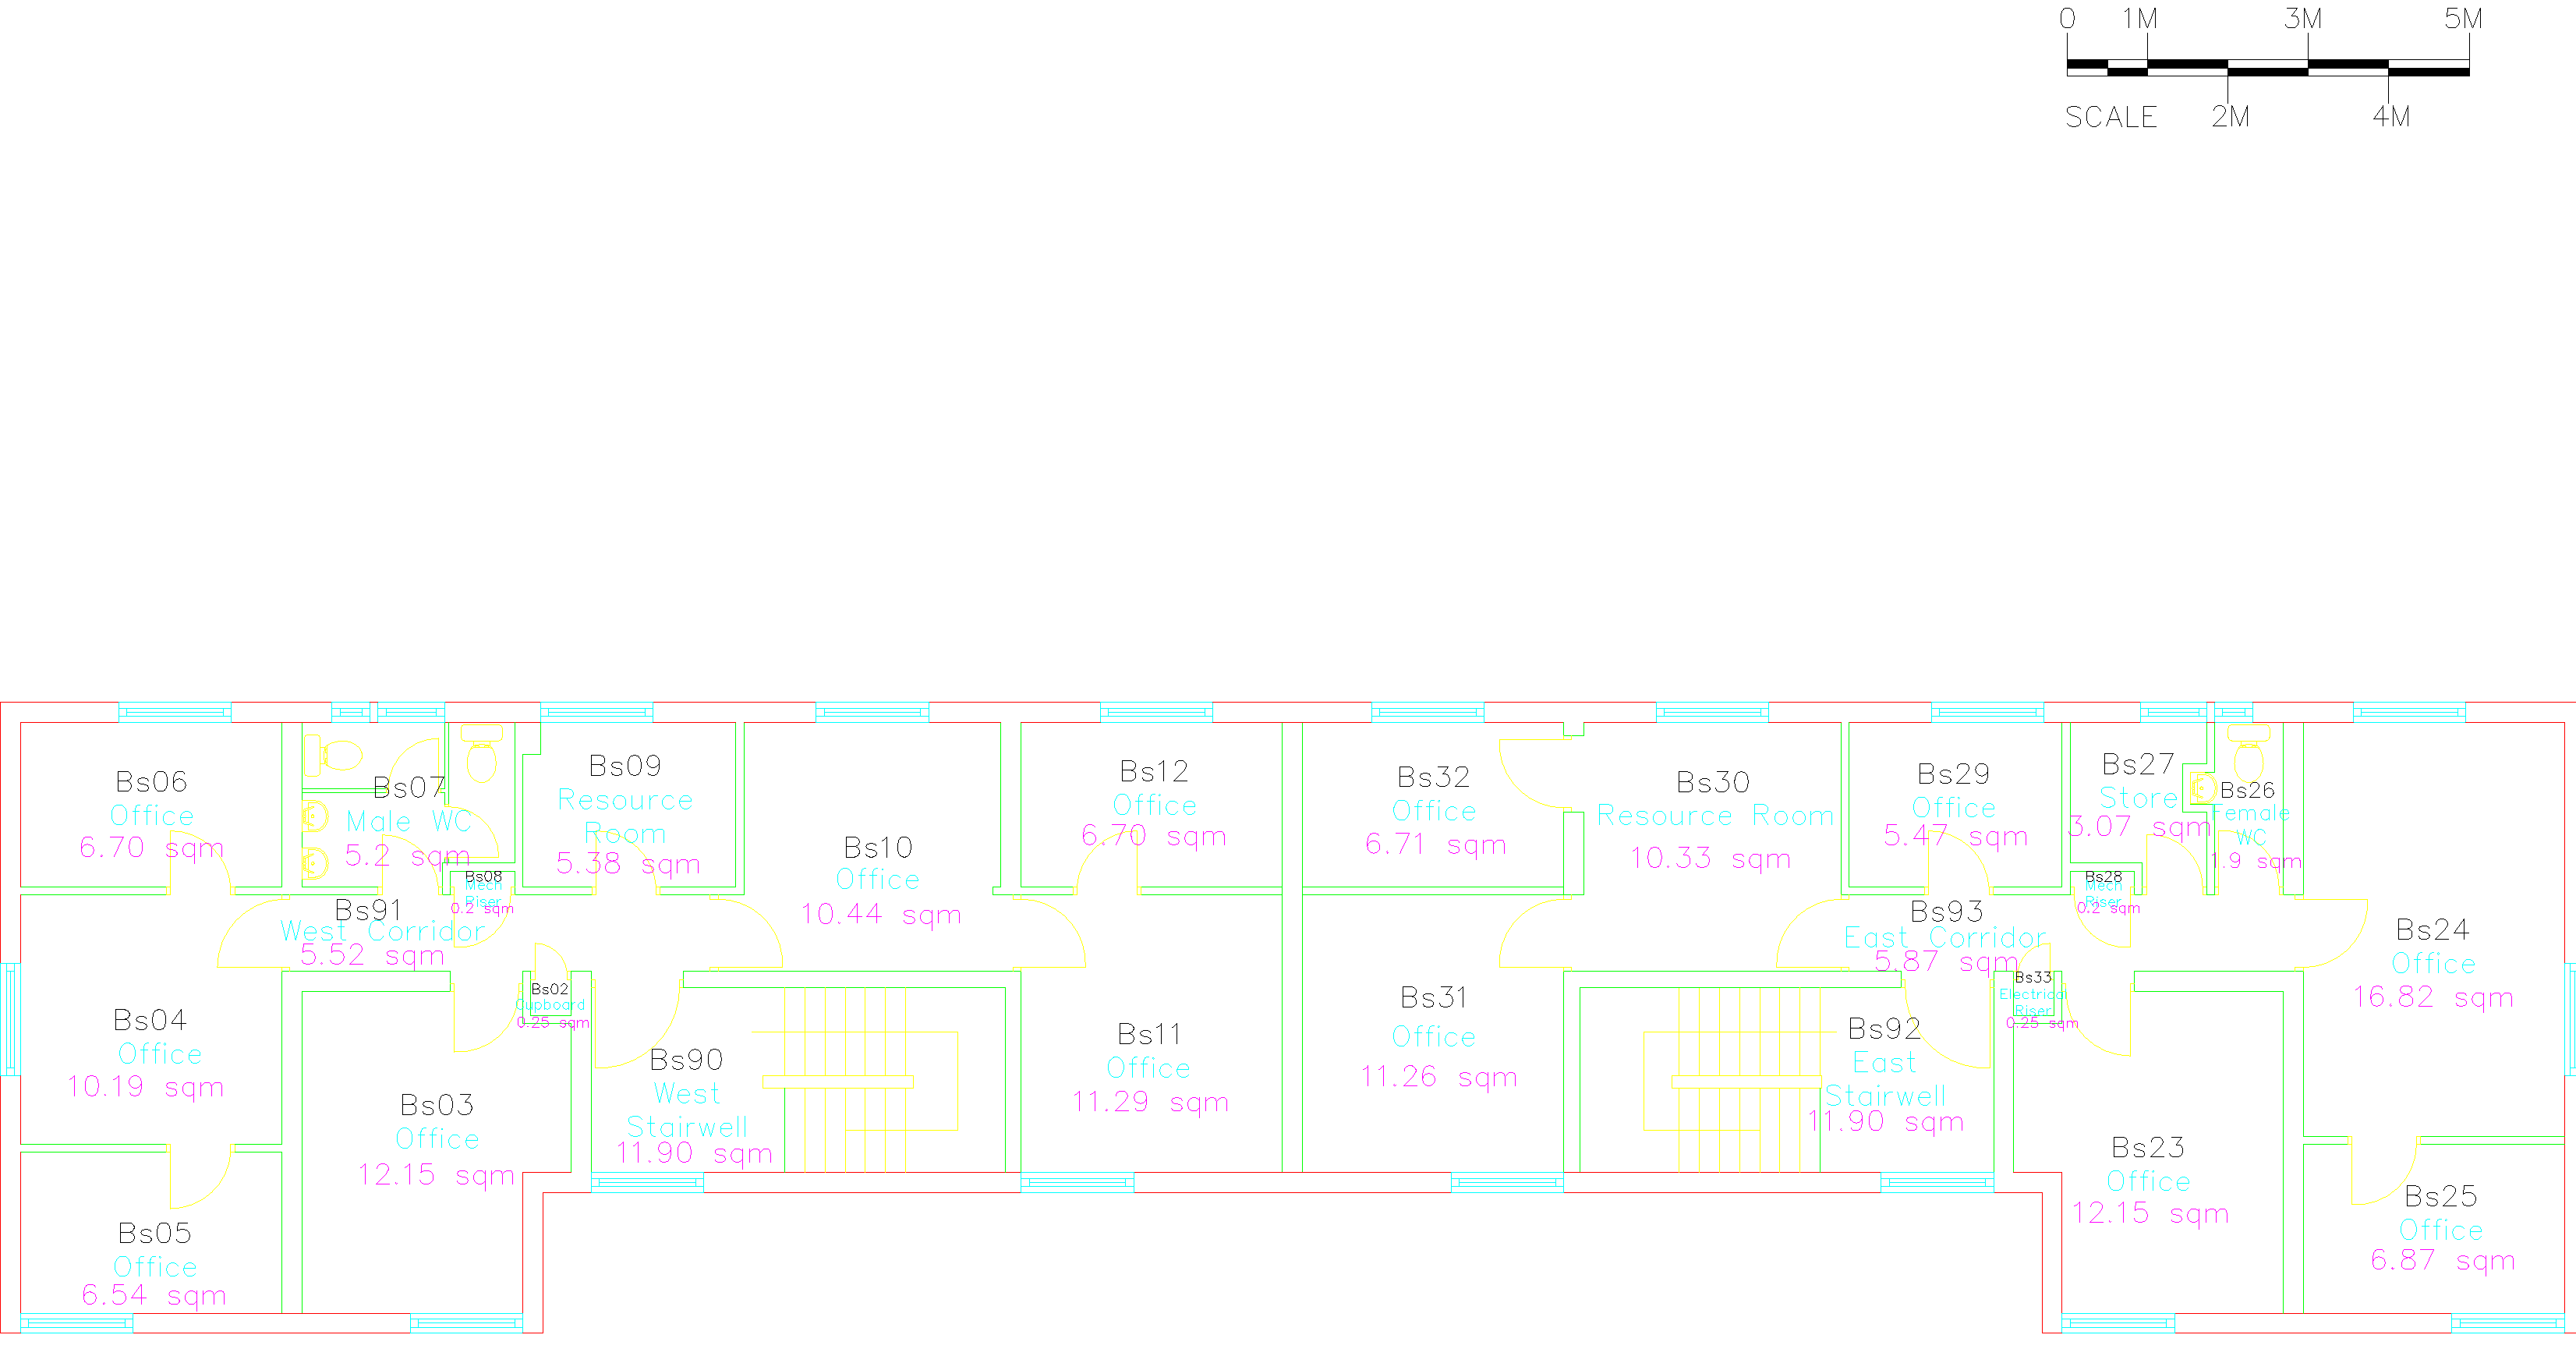 0 1M 3M 5M
SCALE 2M 4M
Bs06
Office
6.70 sqm
Bs07
Male WC
5.2 sqm
Bs08
Mech
Riser
0.2 sqm
Bs09
Resource
Room
5.38 sqm
Bs10
Office
10.44 sqm
Bs12
Office
6.70 sqm
Bs32
Office
6.71 sqm
Bs30
Resource Room
10.33 sqm
Bs29
Office
5.47 sqm
Bs27
Store
3.07 sqm
Bs26
Female
WC
1.9 sqm
Bs28
Mech
Riser
0.2 sqm
Bs91
West Corridor
5.52 sqm
Bs93
East Corridor
5.87 sqm
Bs24
Office
16.82 sqm
Bs02
Cupboard
0.25 sqm
Bs33
Electrical
Riser
0.25 sqm
Bs04
Office
10.19 sqm
Bs03
Office
12.15 sqm
Bs90
West
Stairwell
11.90 sqm
Bs11
Office
11.29 sqm
Bs31
Office
11.26 sqm
Bs92
East
Stairwell
11.90 sqm
Bs23
Office
12.15 sqm
Bs05
Office
6.54 sqm
Bs25
Office
6.87 sqm